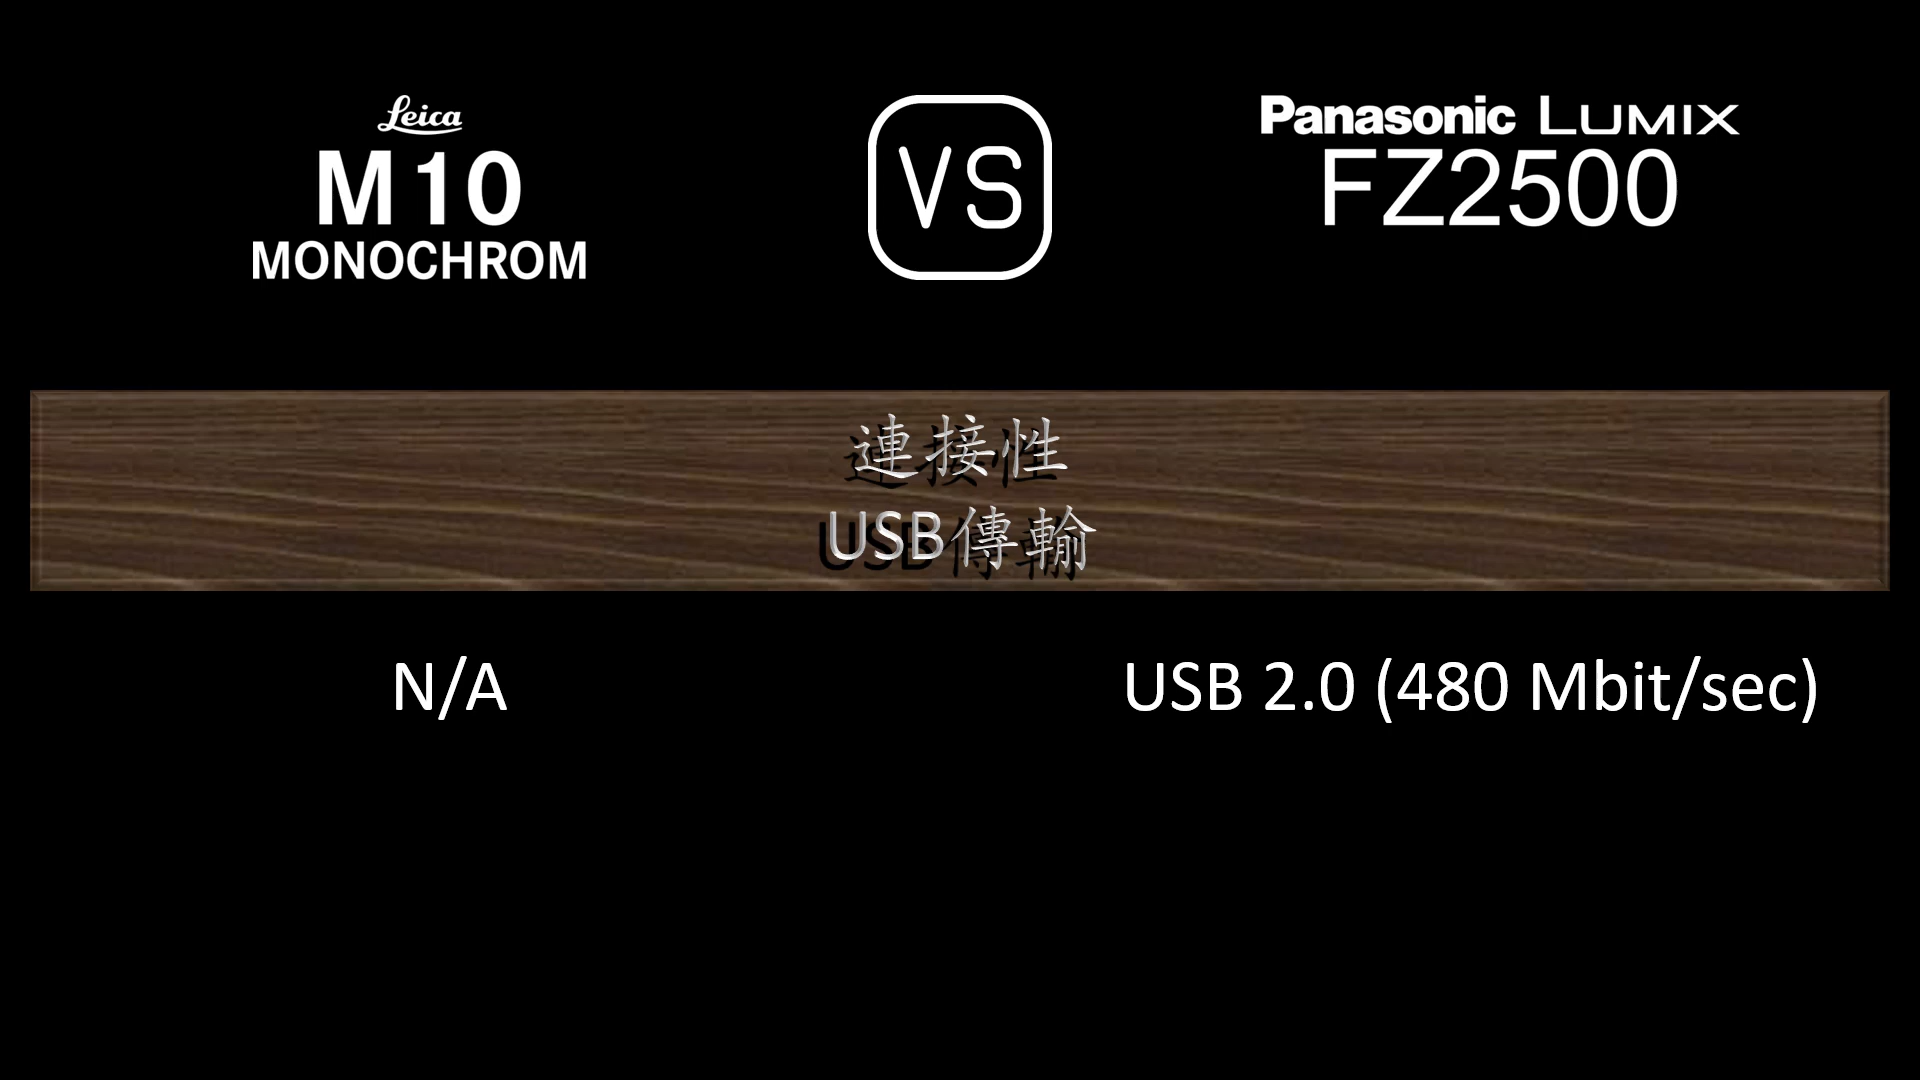 Leica
M10
MONOCHROM
VS
Panasonic LUMIX
FZ2500
連接性
USB傳輸
N/A
USB 2.0 (480 Mbit/sec)